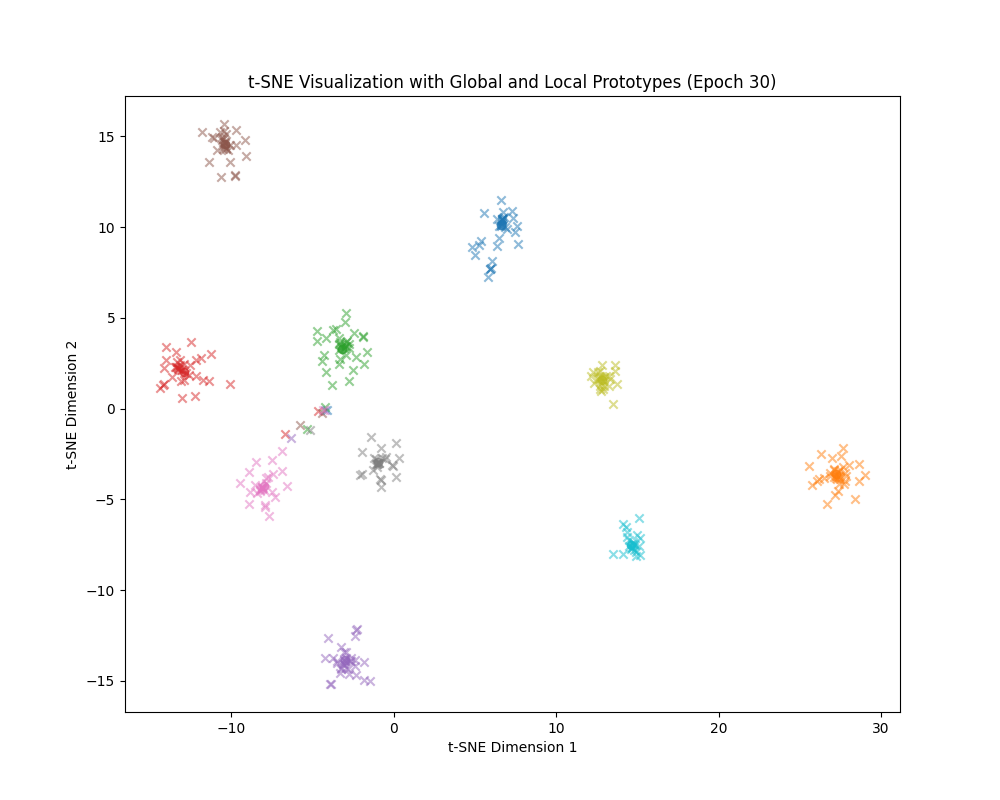 t-SNE Visualization with Global and Local Prototypes (Epoch 30)
15
10
5
0
−5
−10
−15
t-SNE Dimension 2
−10 0 10 20 30
t-SNE Dimension 1